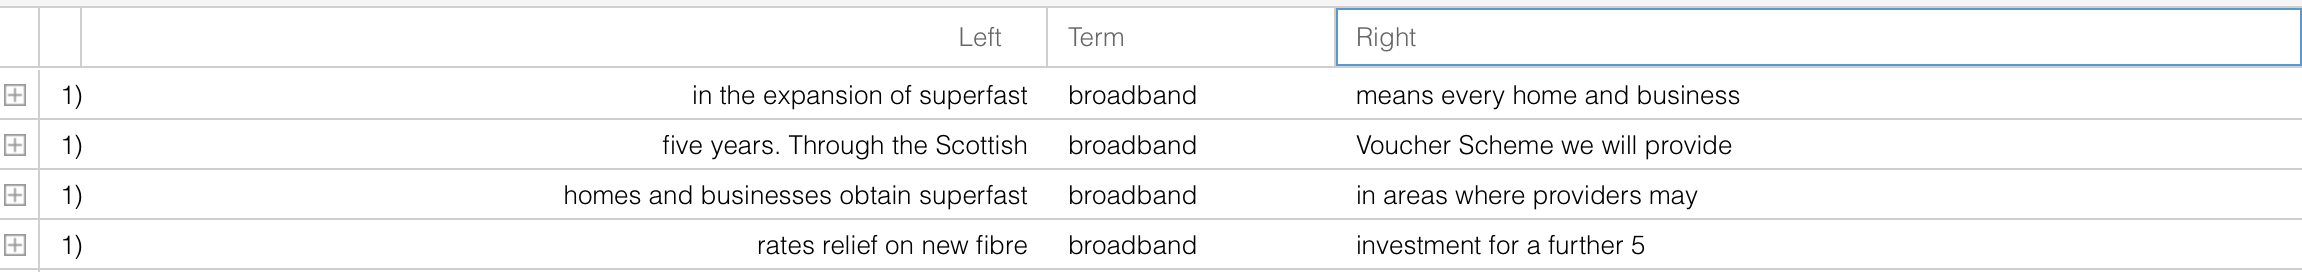 Left Term Right
1) in the expansion of superfast broadband means every home and business
1) five years. Through the Scottish broadband Voucher Scheme we will provide
1) homes and businesses obtain superfast broadband in areas where providers may
1) rates relief on new fibre broadband investment for a further 5